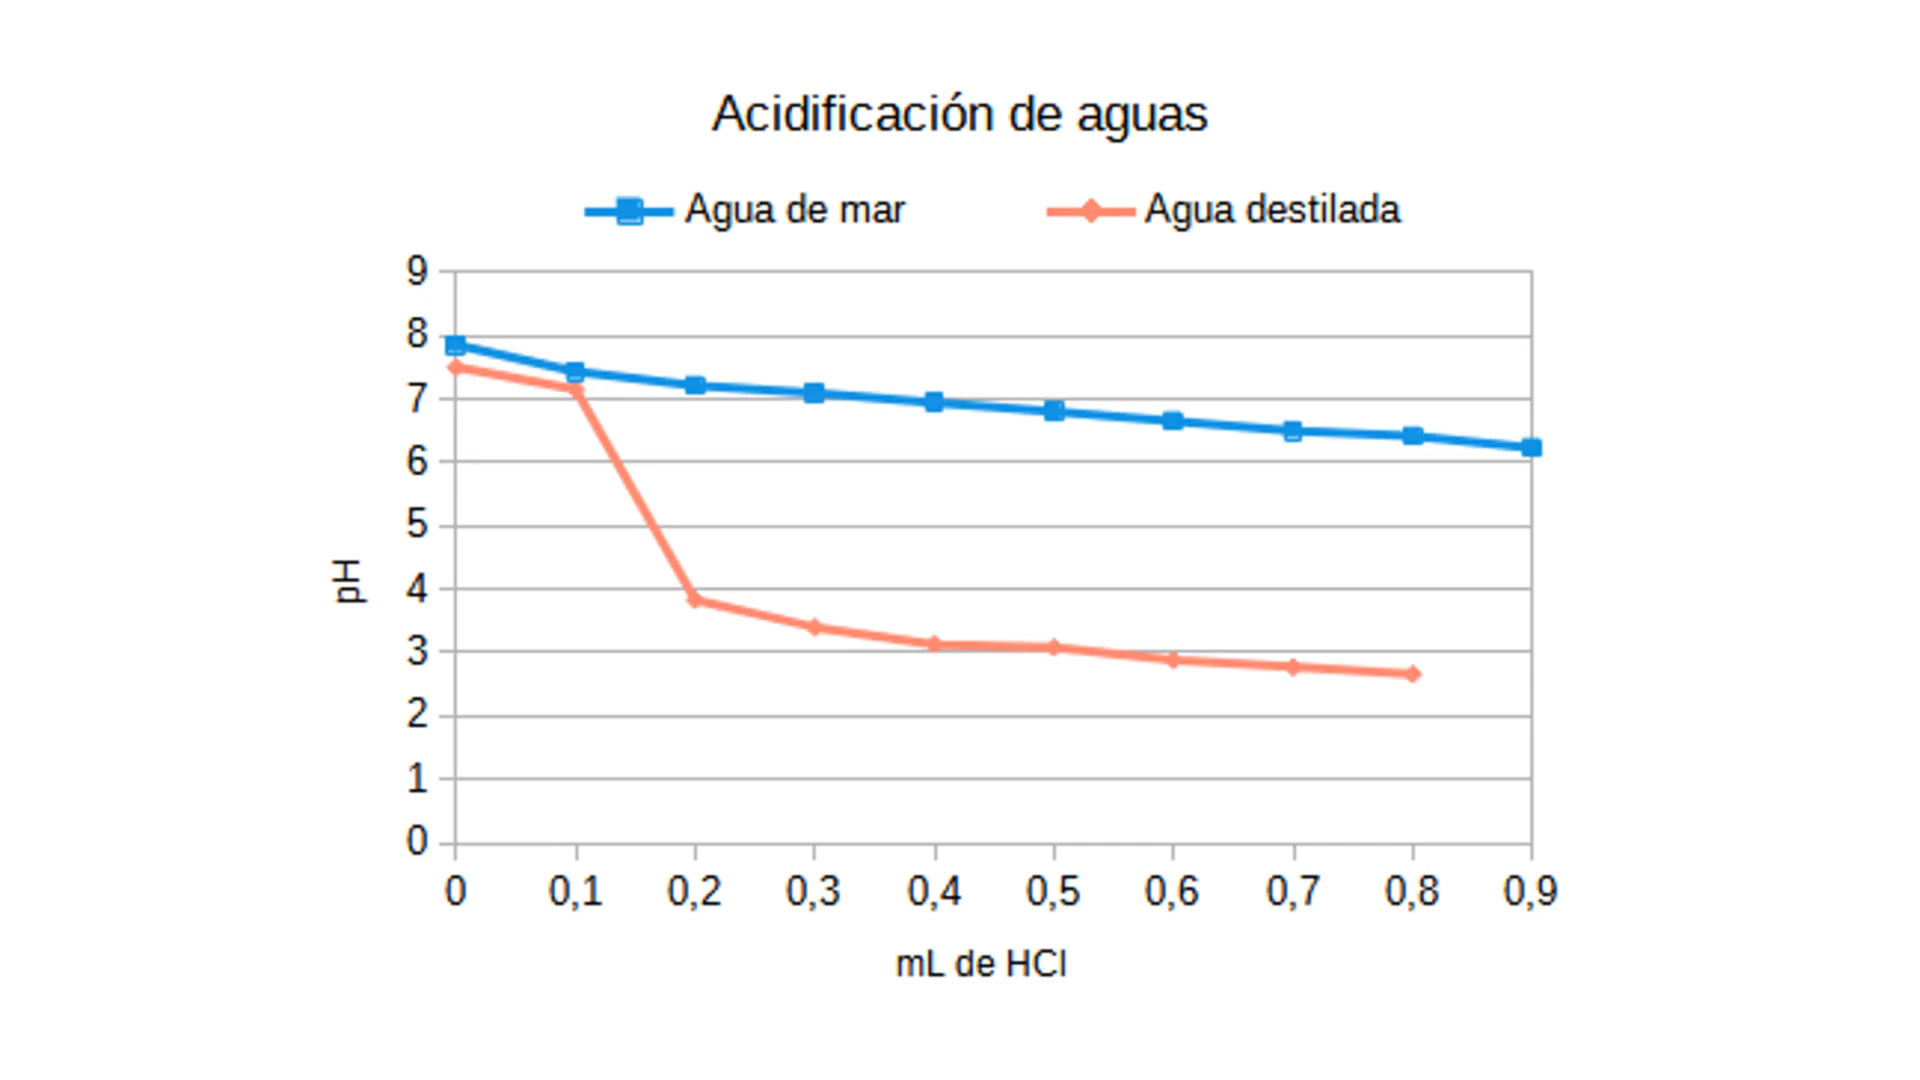 Acidificación de aguas
Agua de mar Agua destilada
9
8
7
6
5
4
3
2
1
0
pH
0 0,1 0,2 0,3 0,4 0,5 0,6 0,7 0,8 0,9
mL de HCl